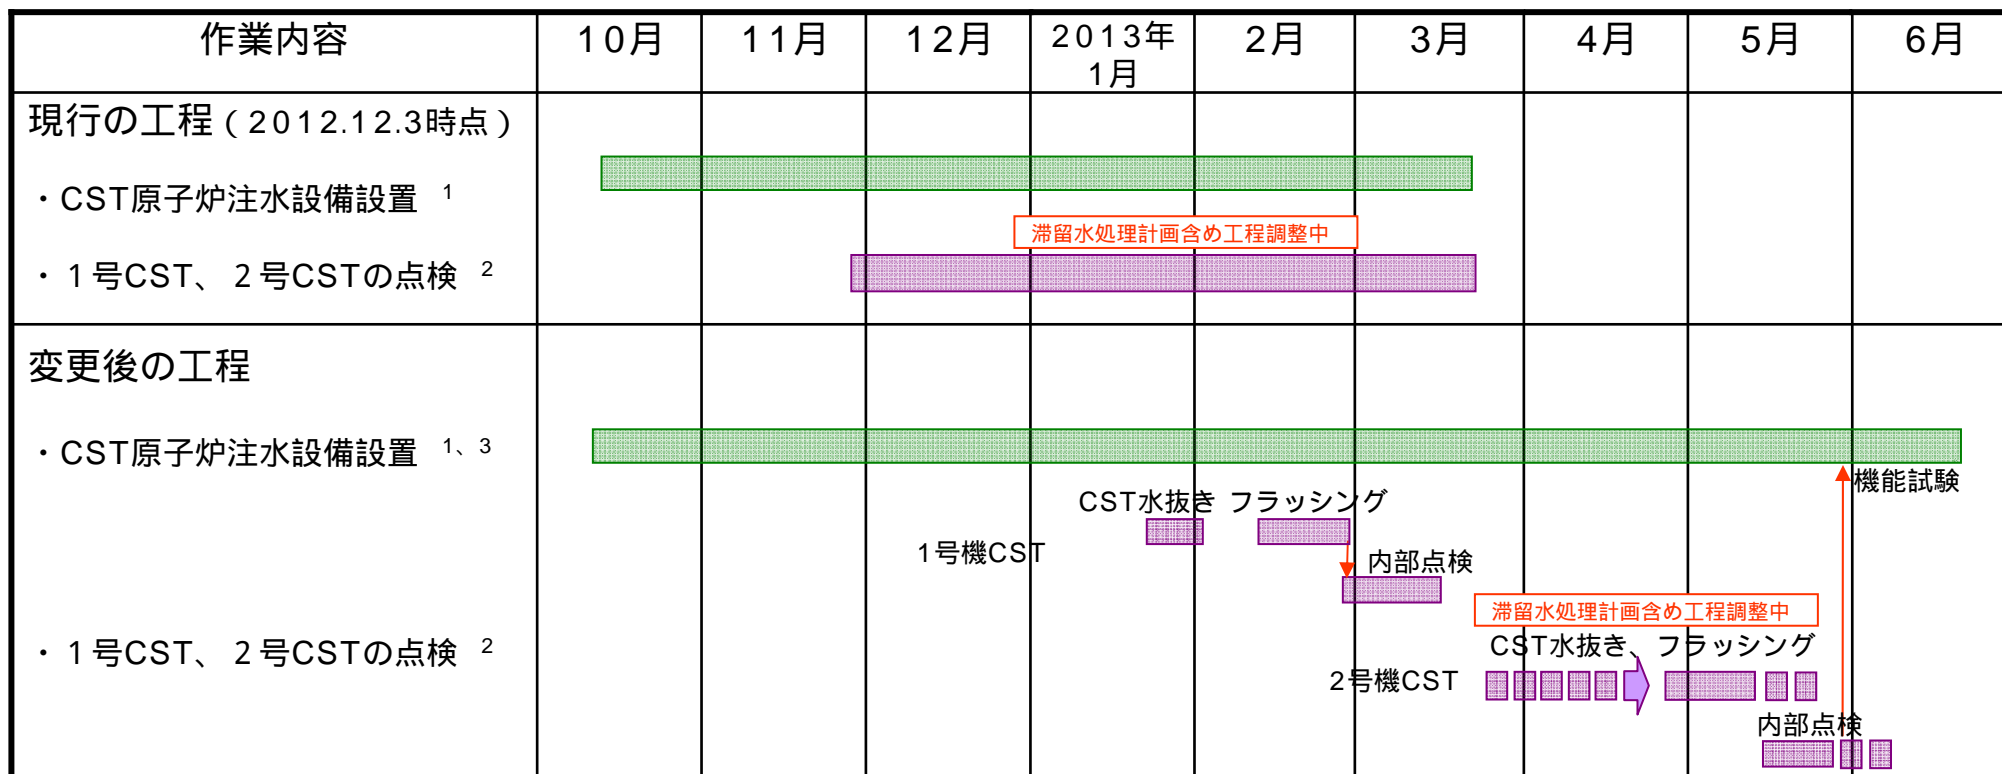 作業内容
10月
11月
12月
2013年
1月
2月
3月
4月
5月
6月
現行の工程（2012.12.3時点）
・CST原子炉注水設備設置 1
滞留水処理計画含め工程調整中
・1号CST、2号CSTの点検 2
変更後の工程
・CST原子炉注水設備設置 1、3
機能試験
CST水抜き フラッシング
1号機CST
内部点検
滞留水処理計画含め工程調整中
・1号CST、2号CSTの点検 2
CST水抜き、フラッシング
2号機CST
内部点検